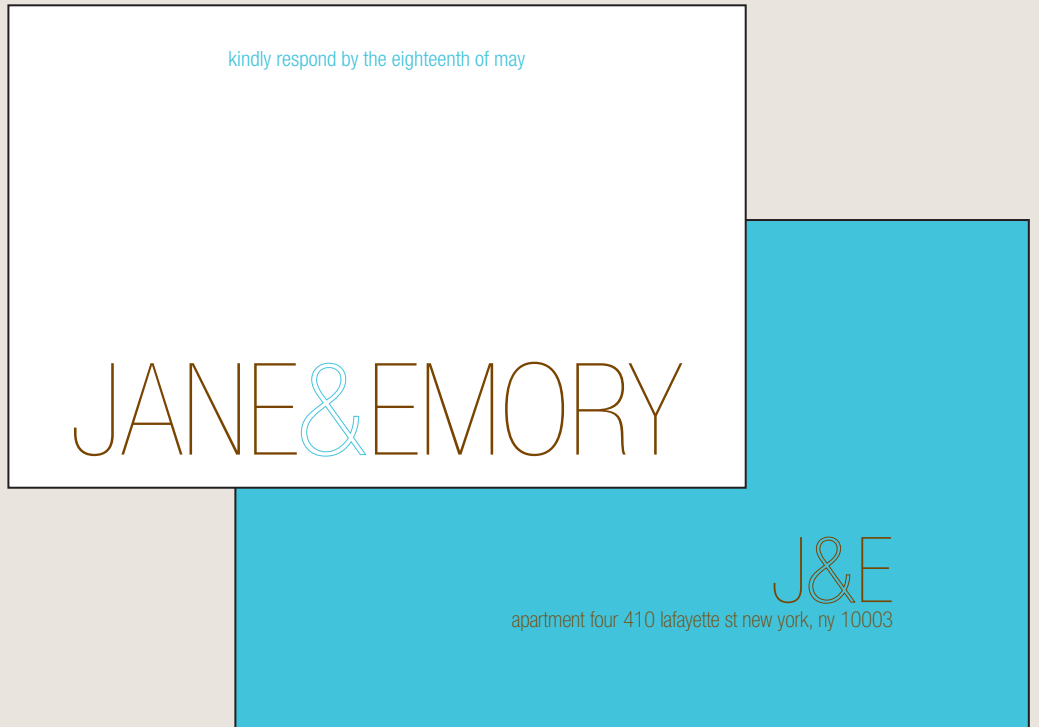 kindly respond by the eighteenth of may
JANE&EMORY
J&E
apartment four 410 lafayette st new york, ny 10003